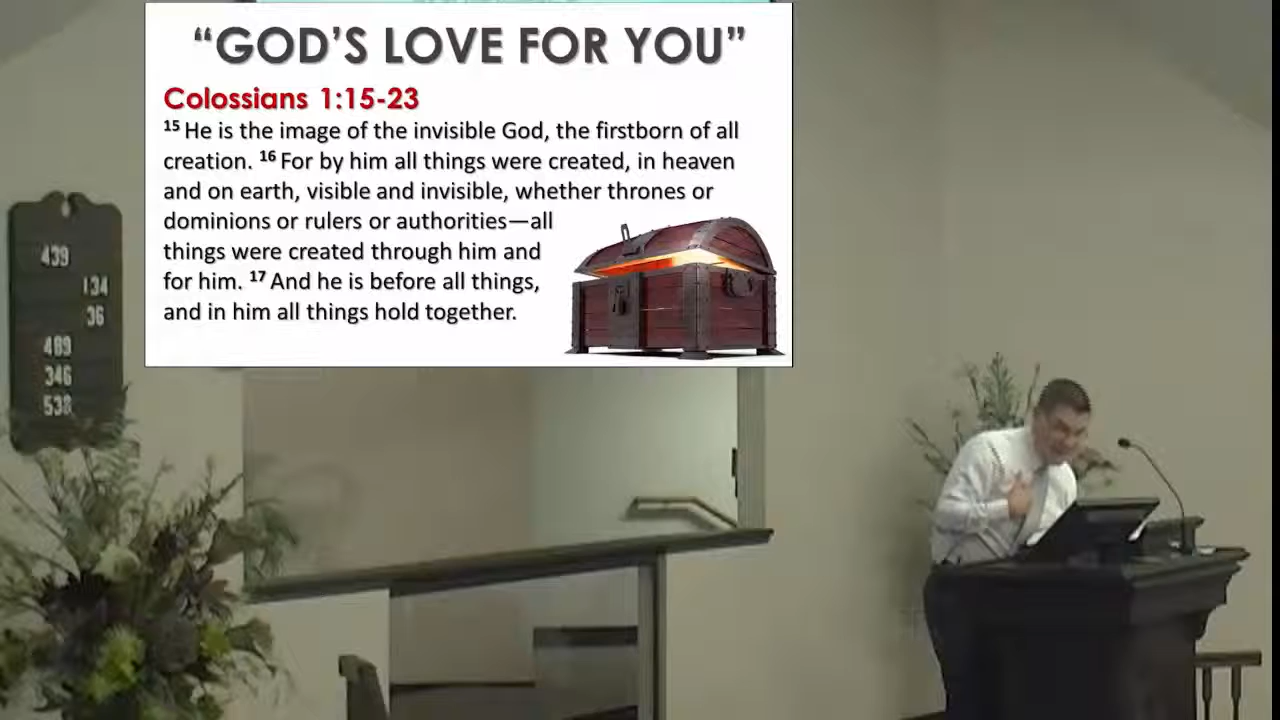 “GOD’S LOVE FOR YOU”
Colossians 1:15-23
15 He is the image of the invisible God, the firstborn of all
creation. 16 For by him all things were created, in heaven
and on earth, visible and invisible, whether thrones or
dominions or rulers or authorities—all
things were created through him and
for him. 17 And he is before all things,
and in him all things hold together.
439
134
36
489
346
538